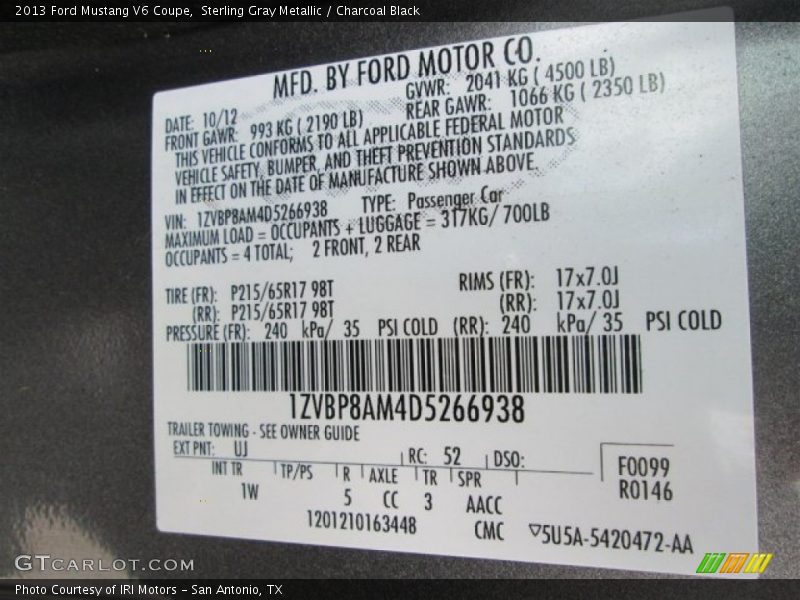 2013 Ford Mustang V6 Coupe,  Sterling Gray Metallic / Charcoal Black
MFD. BY FORD MOTOR CO.
DATE: 10/12 GVWR: 2041 KG ( 4500 LB)
FRONT GAWR: 993 KG ( 2190 LB) REAR GAWR: 1066 KG ( 2350 LB)
THIS VEHICLE CONFORMS TO ALL APPLICABLE FEDERAL MOTOR
VEHICLE SAFETY, BUMPER, AND THEFT PREVENTION STANDARDS
IN EFFECT ON THE DATE OF MANUFACTURE SHOWN ABOVE.
VIN: 1ZVBP8AM4D5266938 TYPE: Passenger Car
MAXIMUM LOAD = OCCUPANTS + LUGGAGE = 317KG/ 700LB
OCCUPANTS = 4 TOTAL; 2 FRONT, 2 REAR
TIRE (FR): P215/65R17 98T RIMS (FR): 17x7.0J
(RR): P215/65R17 98T (RR): 17x7.0J
PRESSURE (FR): 240 kPa/ 35 PSI COLD (RR): 240 kPa/ 35 PSI COLD
1ZVBP8AM4D5266938
TRAILER TOWING - SEE OWNER GUIDE
EXT PNT: UJ RC: 52 DSO: F0099
INT TR TP/PS R AXLE TR SPR R0146
1W 5 CC 3 AACC
1201210163448 CMC ▽5U5A-5420472-AA
GTCARLOT.COM
Photo Courtesy of IRI Motors – San Antonio, TX